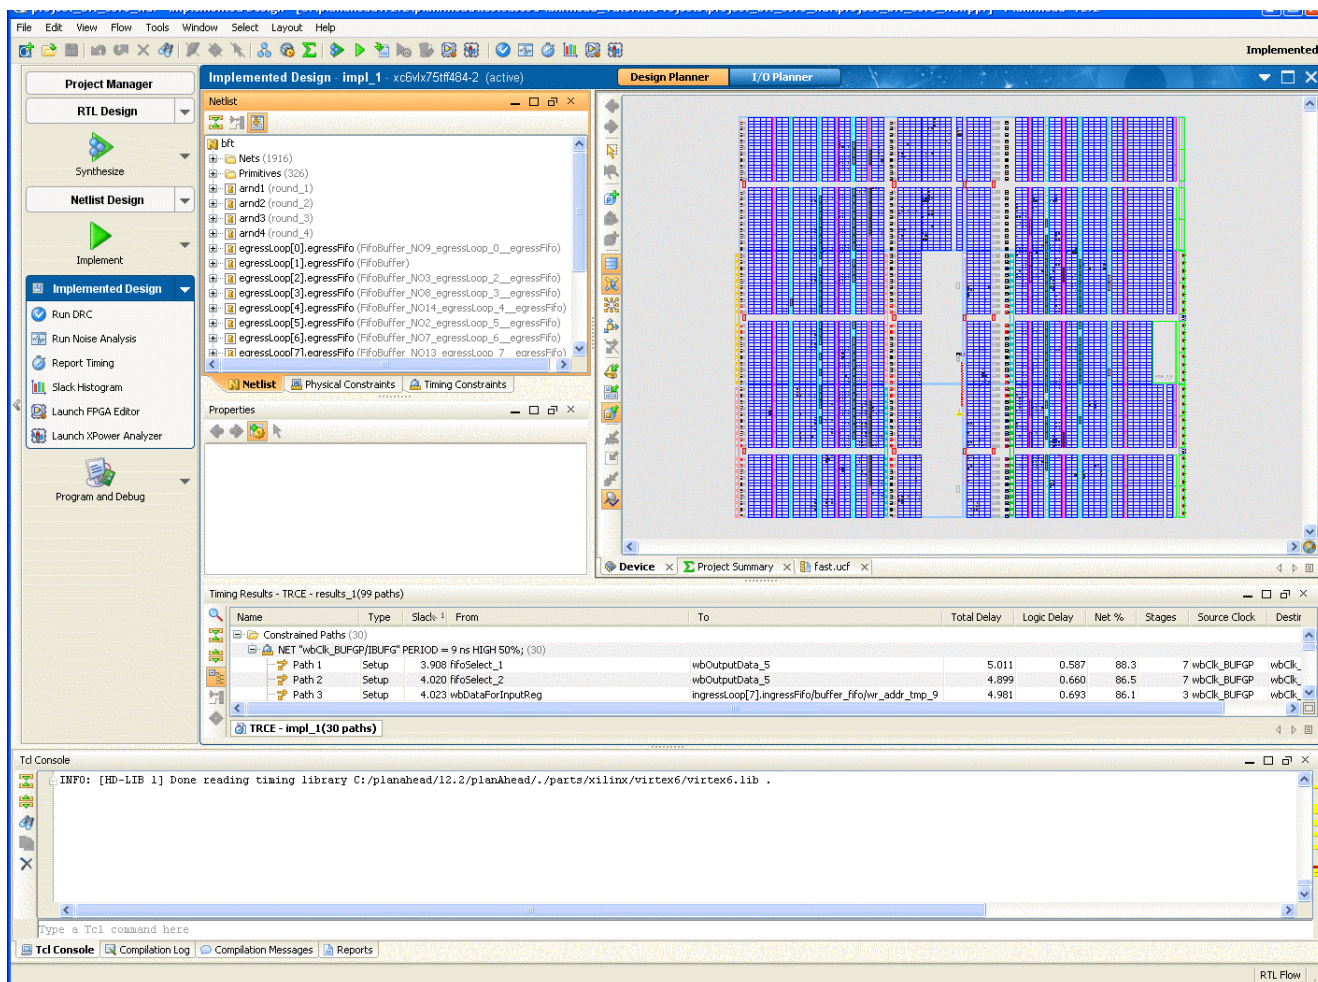 File Edit View Flow Tools Window Select Layout Help
Implemented
Project Manager
RTL Design
Synthesize
Netlist Design
Implement
Implemented Design
Run DRC
Run Noise Analysis
Report Timing
Slack Histogram
Launch FPGA Editor
Launch XPower Analyzer
Program and Debug
Implemented Design - impl_1 - xc6vlx75tff484-2 (active)
Design Planner
I/O Planner
Netlist
bft
Nets (1916)
Primitives (326)
arnd1 (round_1)
arnd2 (round_2)
arnd3 (round_3)
arnd4 (round_4)
egressLoop[0].egressFifo (FifoBuffer_NO9_egressLoop_0__egressFifo)
egressLoop[1].egressFifo (FifoBuffer)
egressLoop[2].egressFifo (FifoBuffer_NO3_egressLoop_2__egressFifo)
egressLoop[3].egressFifo (FifoBuffer_NO8_egressLoop_3__egressFifo)
egressLoop[4].egressFifo (FifoBuffer_NO14_egressLoop_4__egressFifo)
egressLoop[5].egressFifo (FifoBuffer_NO2_egressLoop_5__egressFifo)
egressLoop[6].egressFifo (FifoBuffer_NO7_egressLoop_6__egressFifo)
egressLoop[7].egressFifo (FifoBuffer_NO13_egressLoop_7__egressFifo)
Netlist Physical Constraints Timing Constraints
Properties
Device Project Summary fast.ucf
Timing Results - TRCE - results_1(99 paths)
Name Type Slack 1 From To Total Delay Logic Delay Net % Stages Source Clock Destir
Constrained Paths (30)
NET "wbClk_BUFGP/IBUFG" PERIOD = 9 ns HIGH 50%; (30)
Path 1 Setup 3.908 fifoSelect_1 wbOutputData_5 5.011 0.587 88.3 7 wbClk_BUFGP wbClk_
Path 2 Setup 4.020 fifoSelect_2 wbOutputData_5 4.899 0.660 86.5 7 wbClk_BUFGP wbClk_
Path 3 Setup 4.023 wbDataForInputReg ingressLoop[7].ingressFifo/buffer_fifo/wr_addr_tmp_9 4.981 0.693 86.1 3 wbClk_BUFGP wbClk_
TRCE - impl_1(30 paths)
Tcl Console
INFO: [HD-LIB 1] Done reading timing library C:/planahead/12.2/planAhead/./parts/xilinx/virtex6/virtex6.lib .
Type a Tcl command here
Tcl Console Compilation Log Compilation Messages Reports
RTL Flow